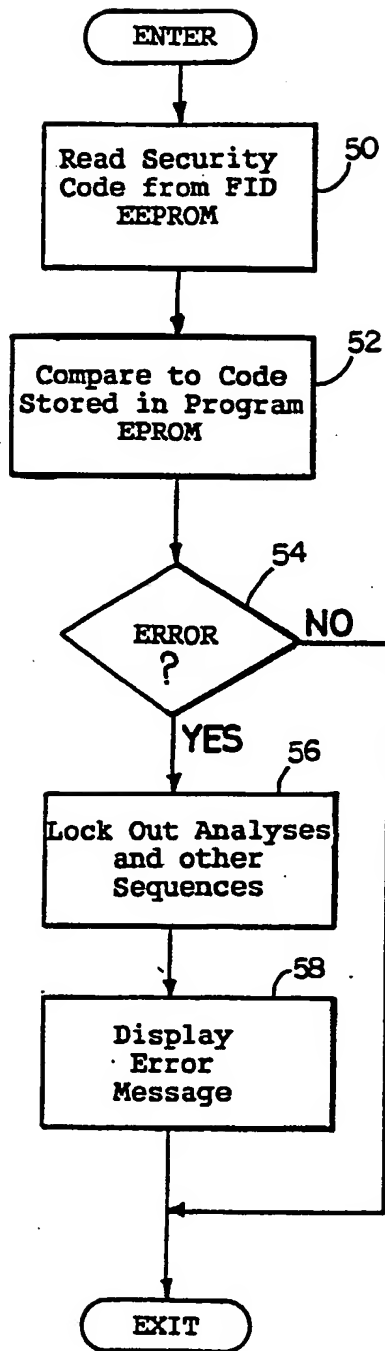 ENTER
Read Security
Code from FID
EEPROM
50
Compare to Code
Stored in Program
EPROM
52
54
ERROR
?
NO
YES
56
Lock Out Analyses
and other
Sequences
58
Display
Error
Message
EXIT